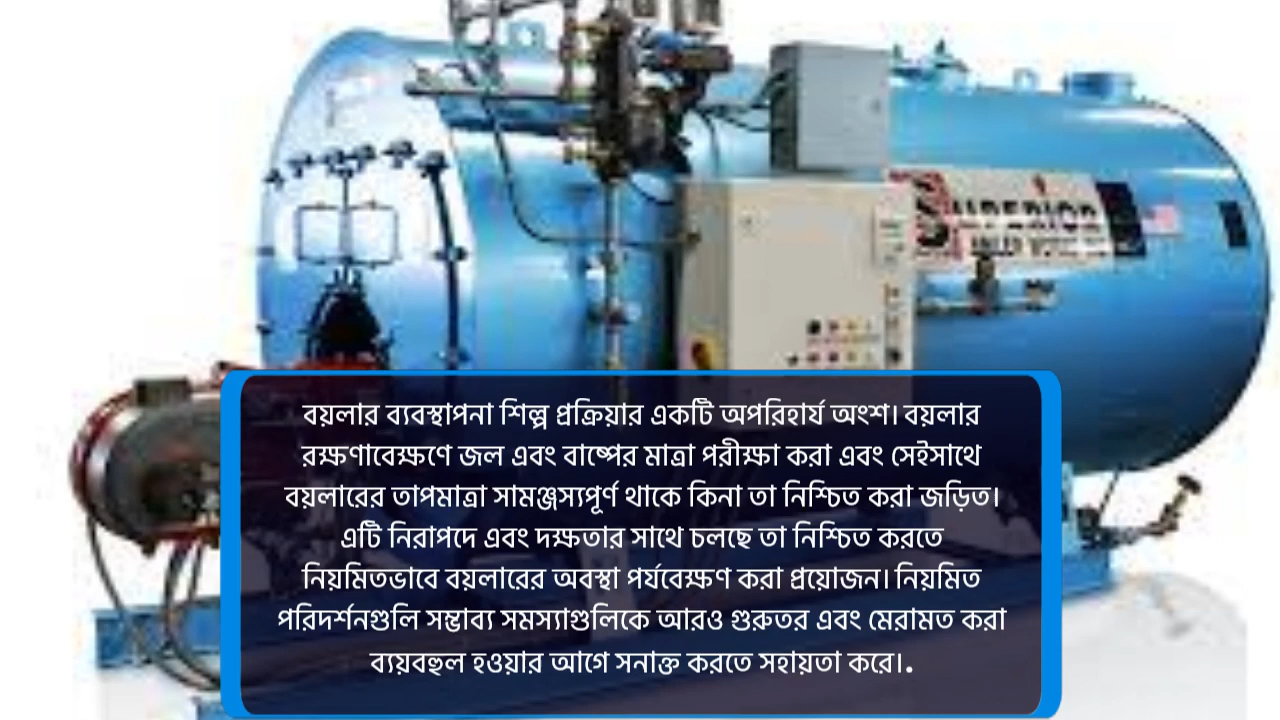 SUPERIOR
বয়লার ব্যবস্থাপনা শিল্প প্রক্রিয়ার একটি অপরিহার্য অংশ। বয়লার
রক্ষণাবেক্ষণে জল এবং বাষ্পের মাত্রা পরীক্ষা করা এবং সেইসাথে
বয়লারের তাপমাত্রা সামঞ্জস্যপূর্ণ থাকে কিনা তা নিশ্চিত করা জড়িত।
এটি নিরাপদে এবং দক্ষতার সাথে চলছে তা নিশ্চিত করতে
নিয়মিতভাবে বয়লারের অবস্থা পর্যবেক্ষণ করা প্রয়োজন। নিয়মিত
পরিদর্শনগুলি সম্ভাব্য সমস্যাগুলিকে আরও গুরুতর এবং মেরামত করা
ব্যয়বহুল হওয়ার আগে সনাক্ত করতে সহায়তা করে।.